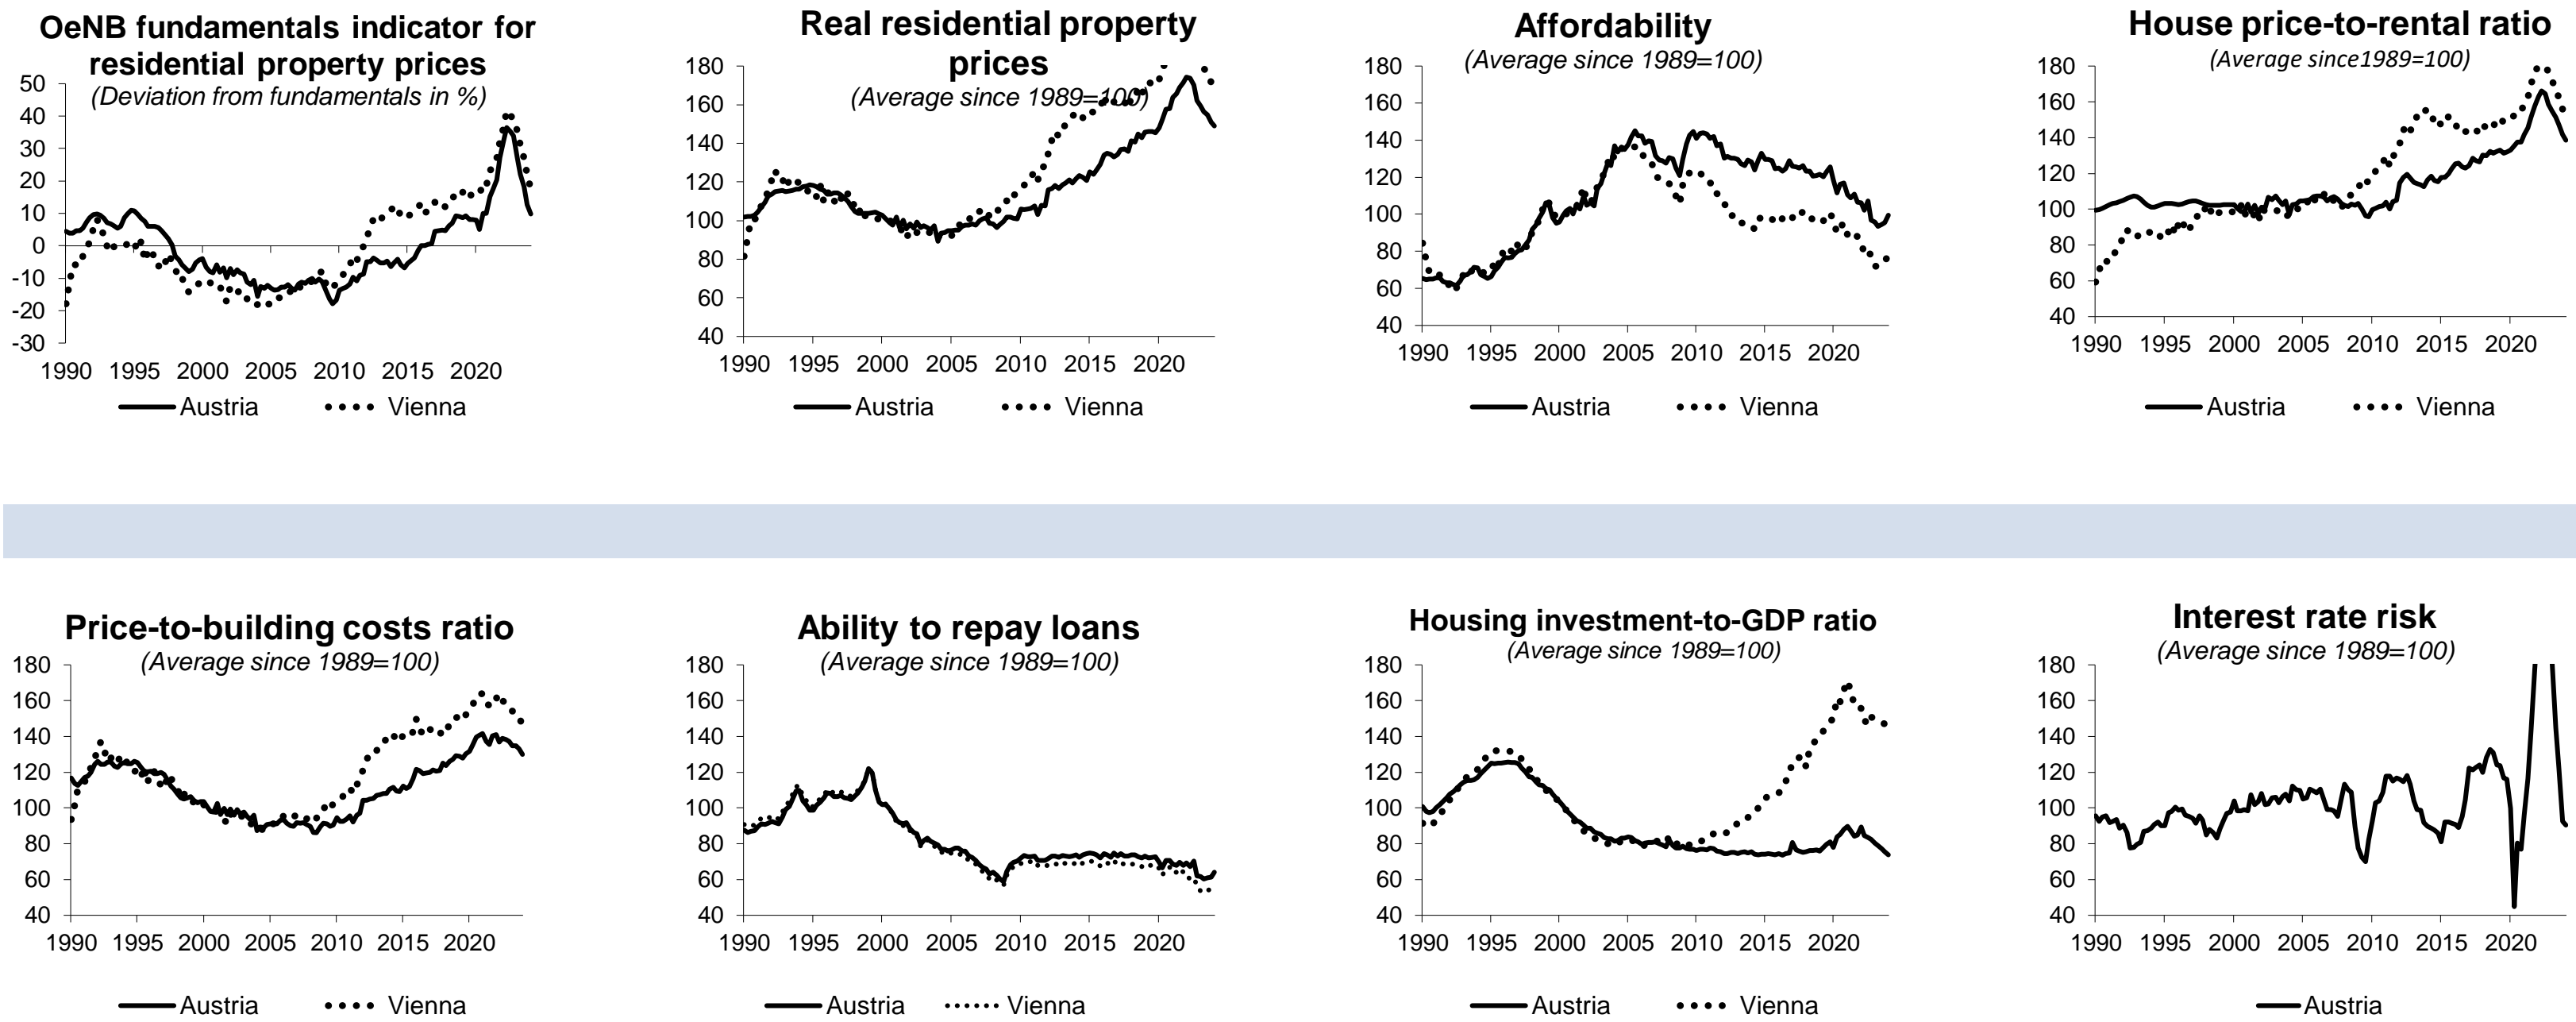 OeNB fundamentals indicator for
residential property prices
(Deviation from fundamentals in %)
50
40
30
20
10
0
-10
-20
-30
1990 1995 2000 2005 2010 2015 2020
Austria Vienna
Real residential property
prices
(Average since 1989=100)
180
160
140
120
100
80
60
40
1990 1995 2000 2005 2010 2015 2020
Austria Vienna
Affordability
(Average since 1989=100)
180
160
140
120
100
80
60
40
1990 1995 2000 2005 2010 2015 2020
Austria Vienna
House price-to-rental ratio
(Average since1989=100)
180
160
140
120
100
80
60
40
1990 1995 2000 2005 2010 2015 2020
Austria Vienna
Price-to-building costs ratio
(Average since 1989=100)
180
160
140
120
100
80
60
40
1990 1995 2000 2005 2010 2015 2020
Austria Vienna
Ability to repay loans
(Average since 1989=100)
180
160
140
120
100
80
60
40
1990 1995 2000 2005 2010 2015 2020
Austria Vienna
Housing investment-to-GDP ratio
(Average since 1989=100)
180
160
140
120
100
80
60
40
1990 1995 2000 2005 2010 2015 2020
Austria Vienna
Interest rate risk
(Average since 1989=100)
180
160
140
120
100
80
60
40
1990 1995 2000 2005 2010 2015 2020
Austria